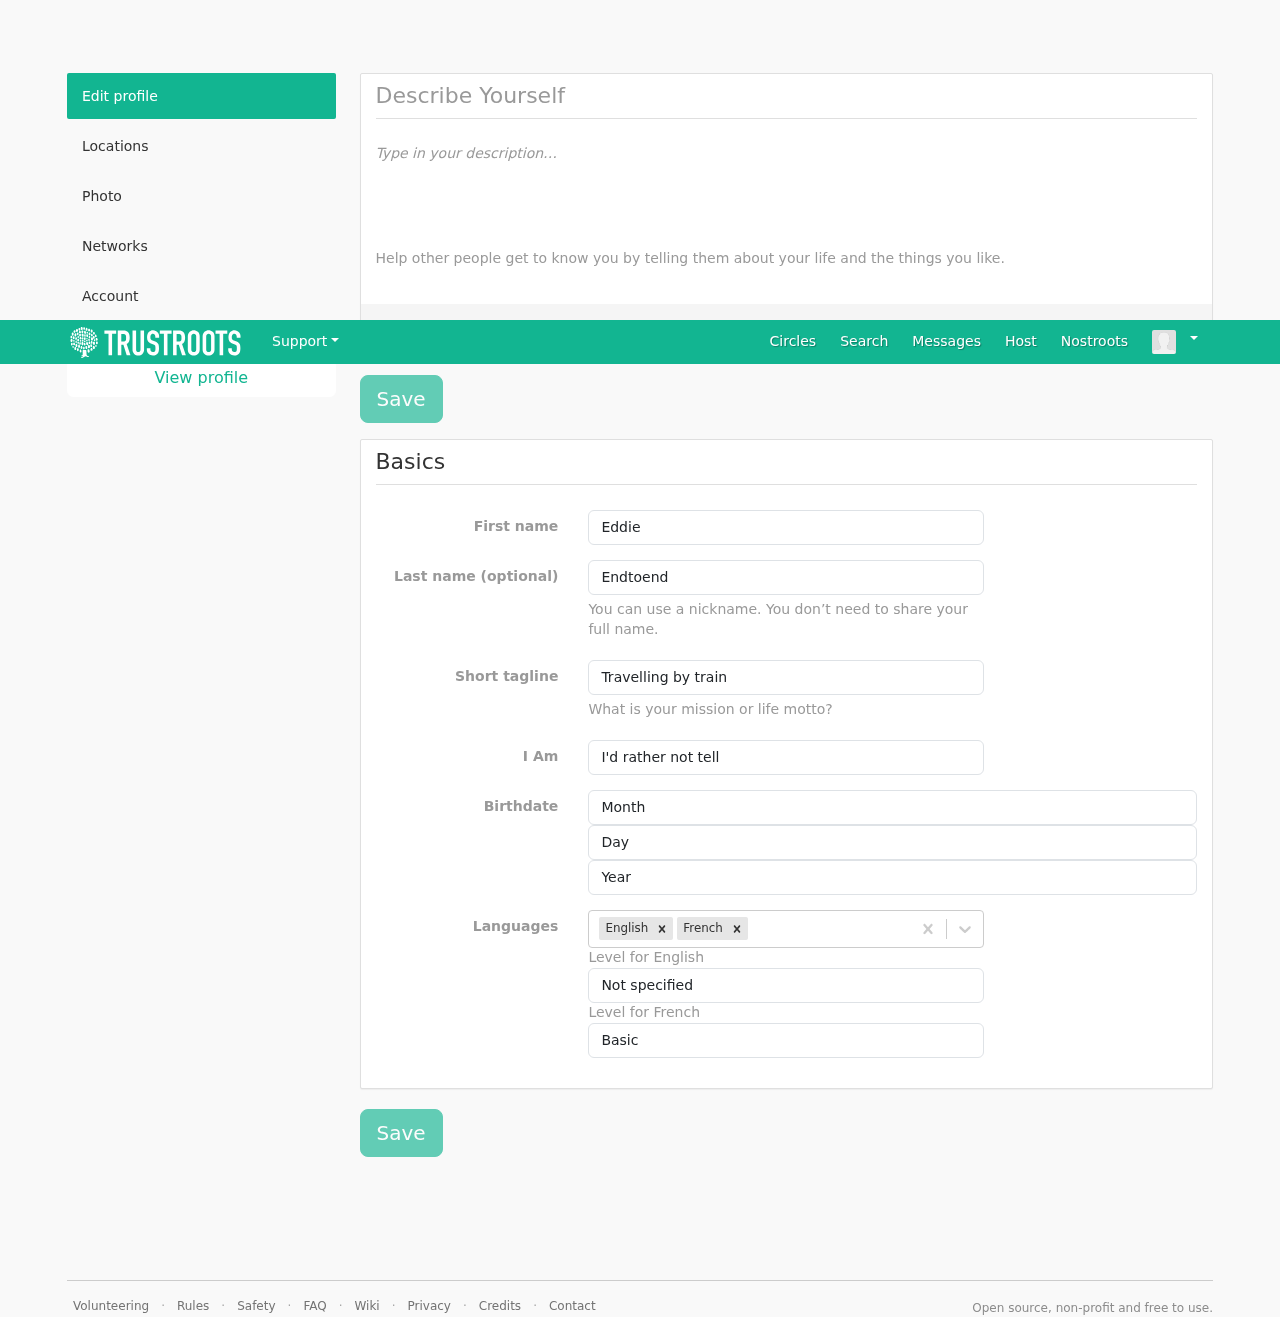 Edit profile
Locations
Photo
Networks
Account
Describe Yourself
Type in your description...
Help other people get to know you by telling them about your life and the things you like.
TRUSTROOTS
Support
Circles
Search
Messages
Host
Nostroots
View profile
Save
Basics
First name
Eddie
Last name (optional)
Endtoend
You can use a nickname. You don’t need to share your
full name.
Short tagline
Travelling by train
What is your mission or life motto?
I Am
I'd rather not tell
Birthdate
Month
Day
Year
Languages
English
French
Level for English
Not specified
Level for French
Basic
Save
Volunteering · Rules · Safety · FAQ · Wiki · Privacy · Credits · Contact
Open source, non-profit and free to use.